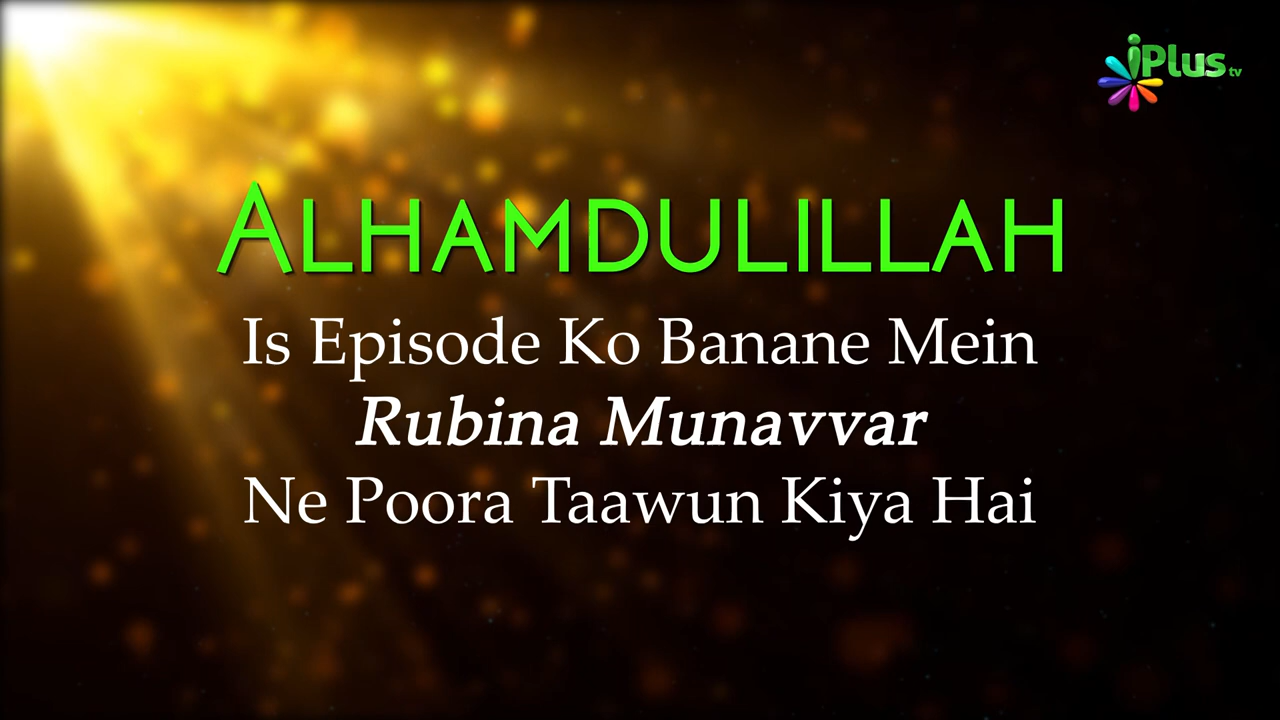 iPlus tv
ALHAMDULILLAH
Is Episode Ko Banane Mein
Rubina Munavvar
Ne Poora Taawun Kiya Hai